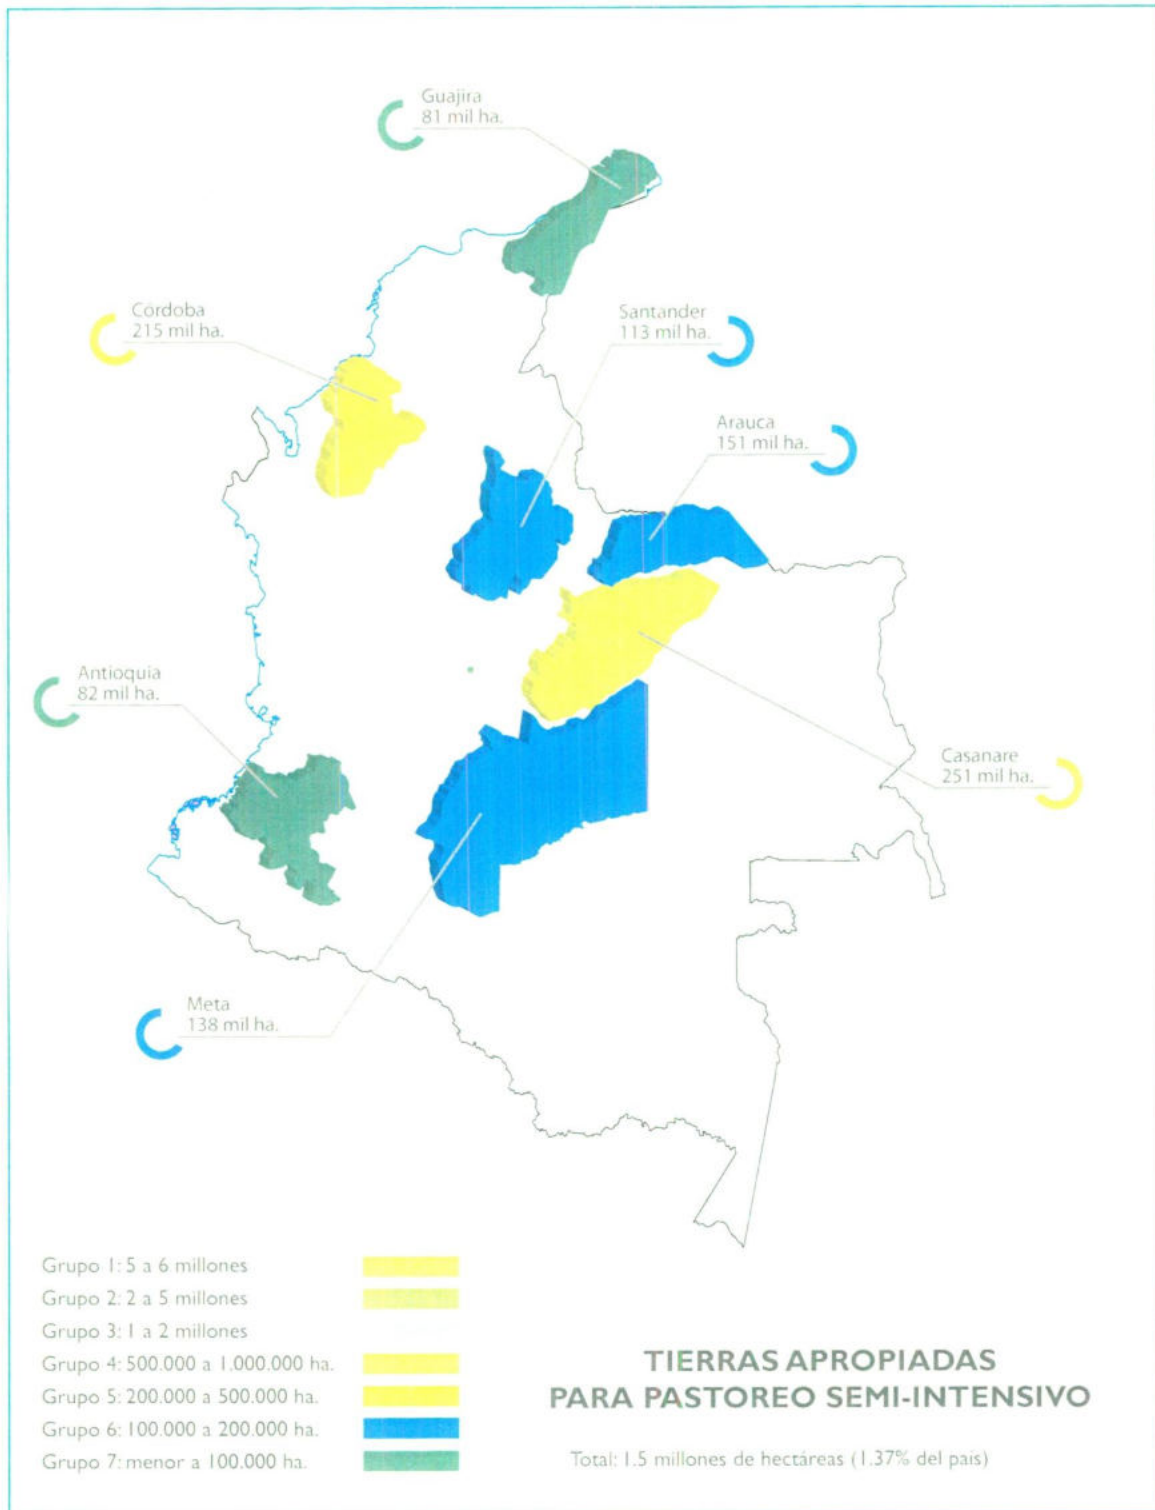 Guajira
81 mil ha.
Córdoba
215 mil ha.
Santander
113 mil ha.
Arauca
151 mil ha.
Antioquia
82 mil ha.
Casanare
251 mil ha.
Meta
138 mil ha.
Grupo 1: 5 a 6 millones
Grupo 2: 2 a 5 millones
Grupo 3: 1 a 2 millones
Grupo 4: 500.000 a 1.000.000 ha.
Grupo 5: 200.000 a 500.000 ha.
Grupo 6: 100.000 a 200.000 ha.
Grupo 7: menor a 100.000 ha.
TIERRAS APROPIADAS
PARA PASTOREO SEMI-INTENSIVO
Total: 1.5 millones de hectáreas (1.37% del país)